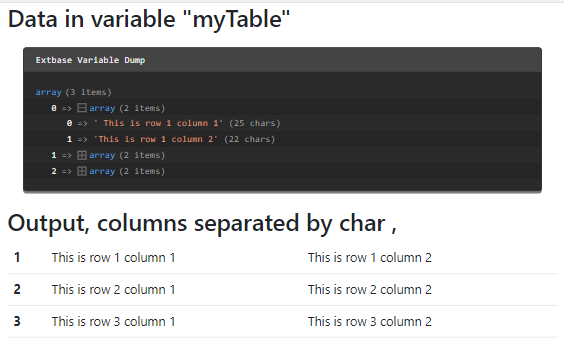 Data in variable "myTable"
Extbase Variable Dump
array (3 items)
0 => array (2 items)
0 => ' This is row 1 column 1' (25 chars)
1 => 'This is row 1 column 2' (22 chars)
1 => array (2 items)
2 => array (2 items)
Output, columns separated by char ,
1 This is row 1 column 1 This is row 1 column 2
2 This is row 2 column 1 This is row 2 column 2
3 This is row 3 column 1 This is row 3 column 2